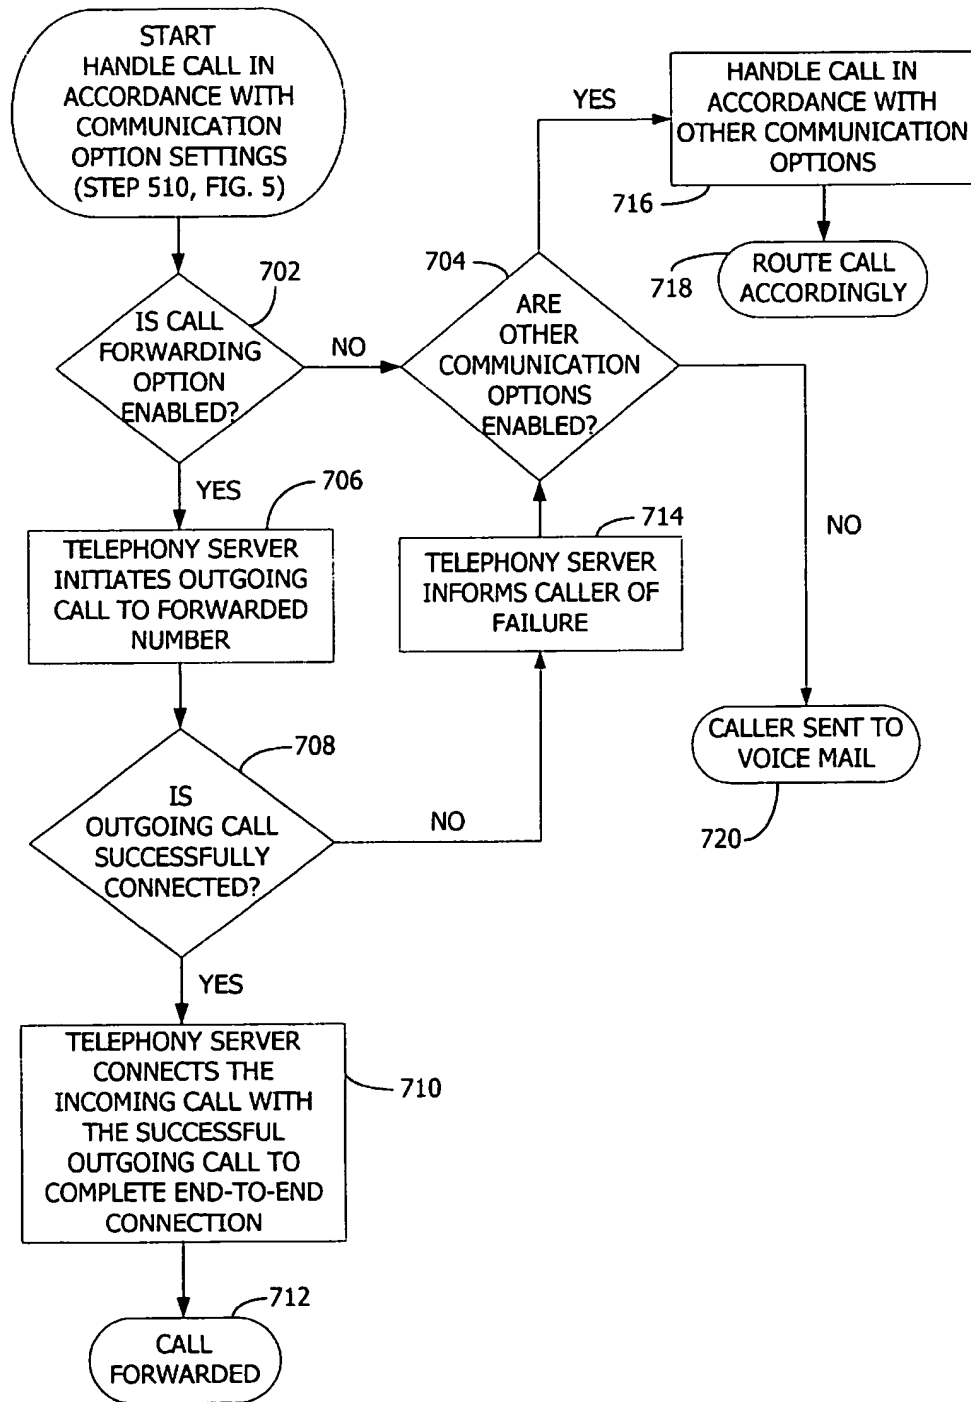 START
HANDLE CALL IN
ACCORDANCE WITH
COMMUNICATION
OPTION SETTINGS
(STEP 510, FIG. 5)
702
IS CALL
FORWARDING
OPTION
ENABLED?
NO
YES
704
ARE
OTHER
COMMUNICATION
OPTIONS
ENABLED?
YES
HANDLE CALL IN
ACCORDANCE WITH
OTHER COMMUNICATION
OPTIONS
716
718
ROUTE CALL
ACCORDINGLY
NO
706
TELEPHONY SERVER
INITIATES OUTGOING
CALL TO FORWARDED
NUMBER
714
TELEPHONY SERVER
INFORMS CALLER OF
FAILURE
CALLER SENT TO
VOICE MAIL
720
708
IS
OUTGOING CALL
SUCCESSFULLY
CONNECTED?
NO
YES
TELEPHONY SERVER
CONNECTS THE
INCOMING CALL WITH
THE SUCCESSFUL
OUTGOING CALL TO
COMPLETE END-TO-END
CONNECTION
710
712
CALL
FORWARDED